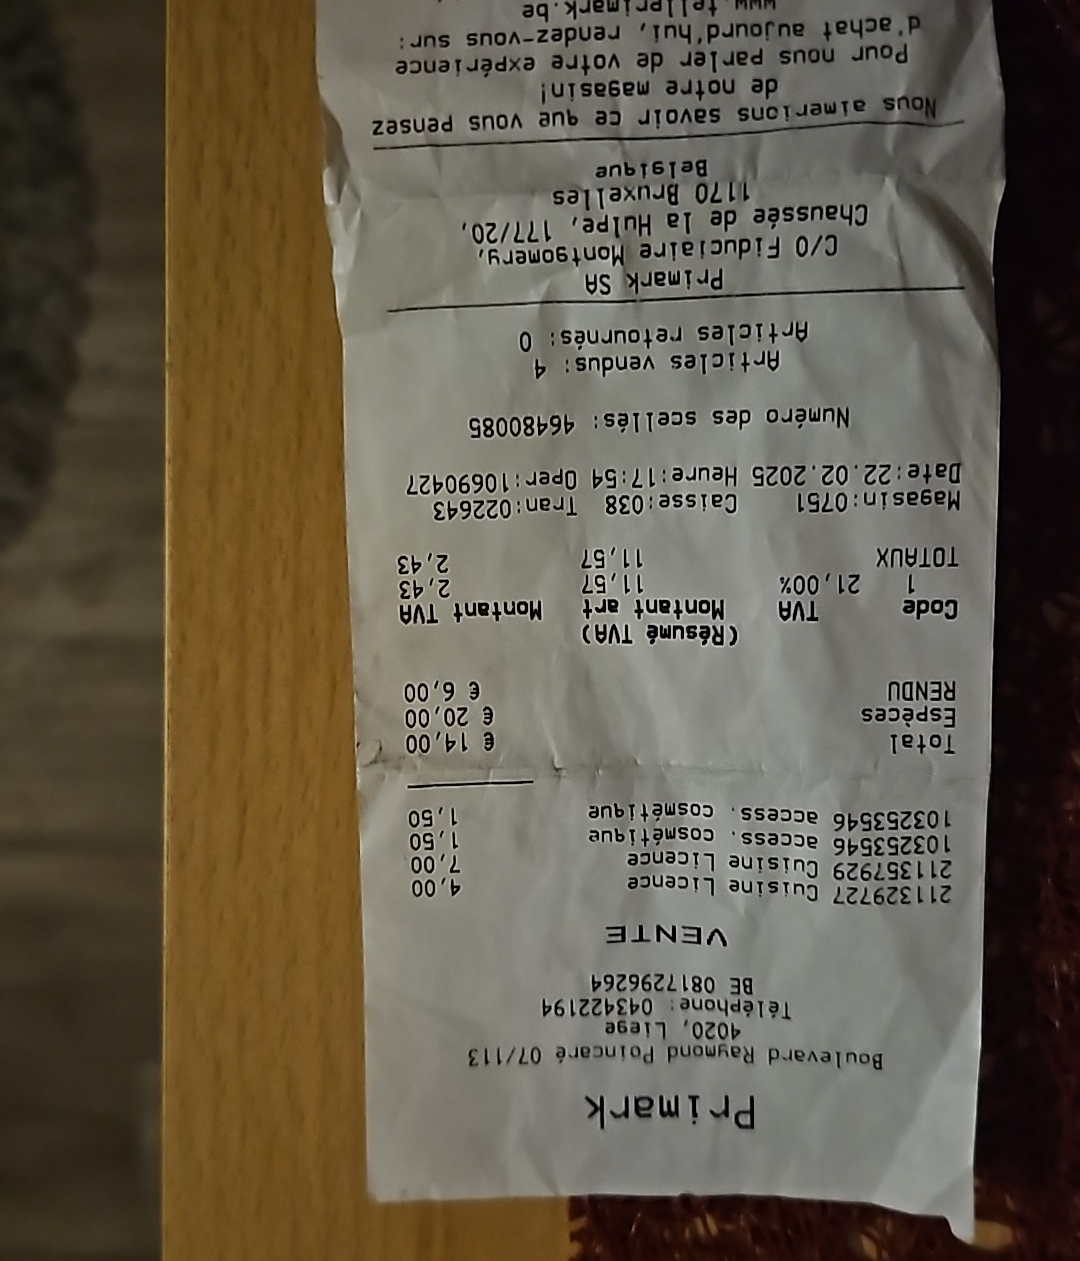 Primark
Boulevard Raymond Poincaré 07/113
4020, Liege
Téléphone: 043422194
BE 0817296264
VENTE
211329727 Cuisine Licence 4,00
211357929 Cuisine Licence 7,00
103253546 access. cosmétique 1,50
103253546 access. cosmétique 1,50
Total € 14,00
Espèces € 20,00
RENDU € 6,00
(Résumé TVA)
Code TVA Montant art Montant TVA
1 21,00% 11,57 2,43
TOTAUX 11,57 2,43
Magasin:0751 Caisse:038 Tran:022643
Date:22.02.2025 Heure:17:54 Oper:10690427
Numéro des scellés: 46480085
Articles vendus: 4
Articles retournés: 0
Primark SA
C/O Fiduciaire Montgomery,
Chaussée de la Hulpe, 177/20,
1170 Bruxelles
Belgique
Nous aimerions savoir ce que vous pensez
de notre magasin!
Pour nous parler de votre expérience
d'achat aujourd'hui, rendez-vous sur:
www.tellprimark.be